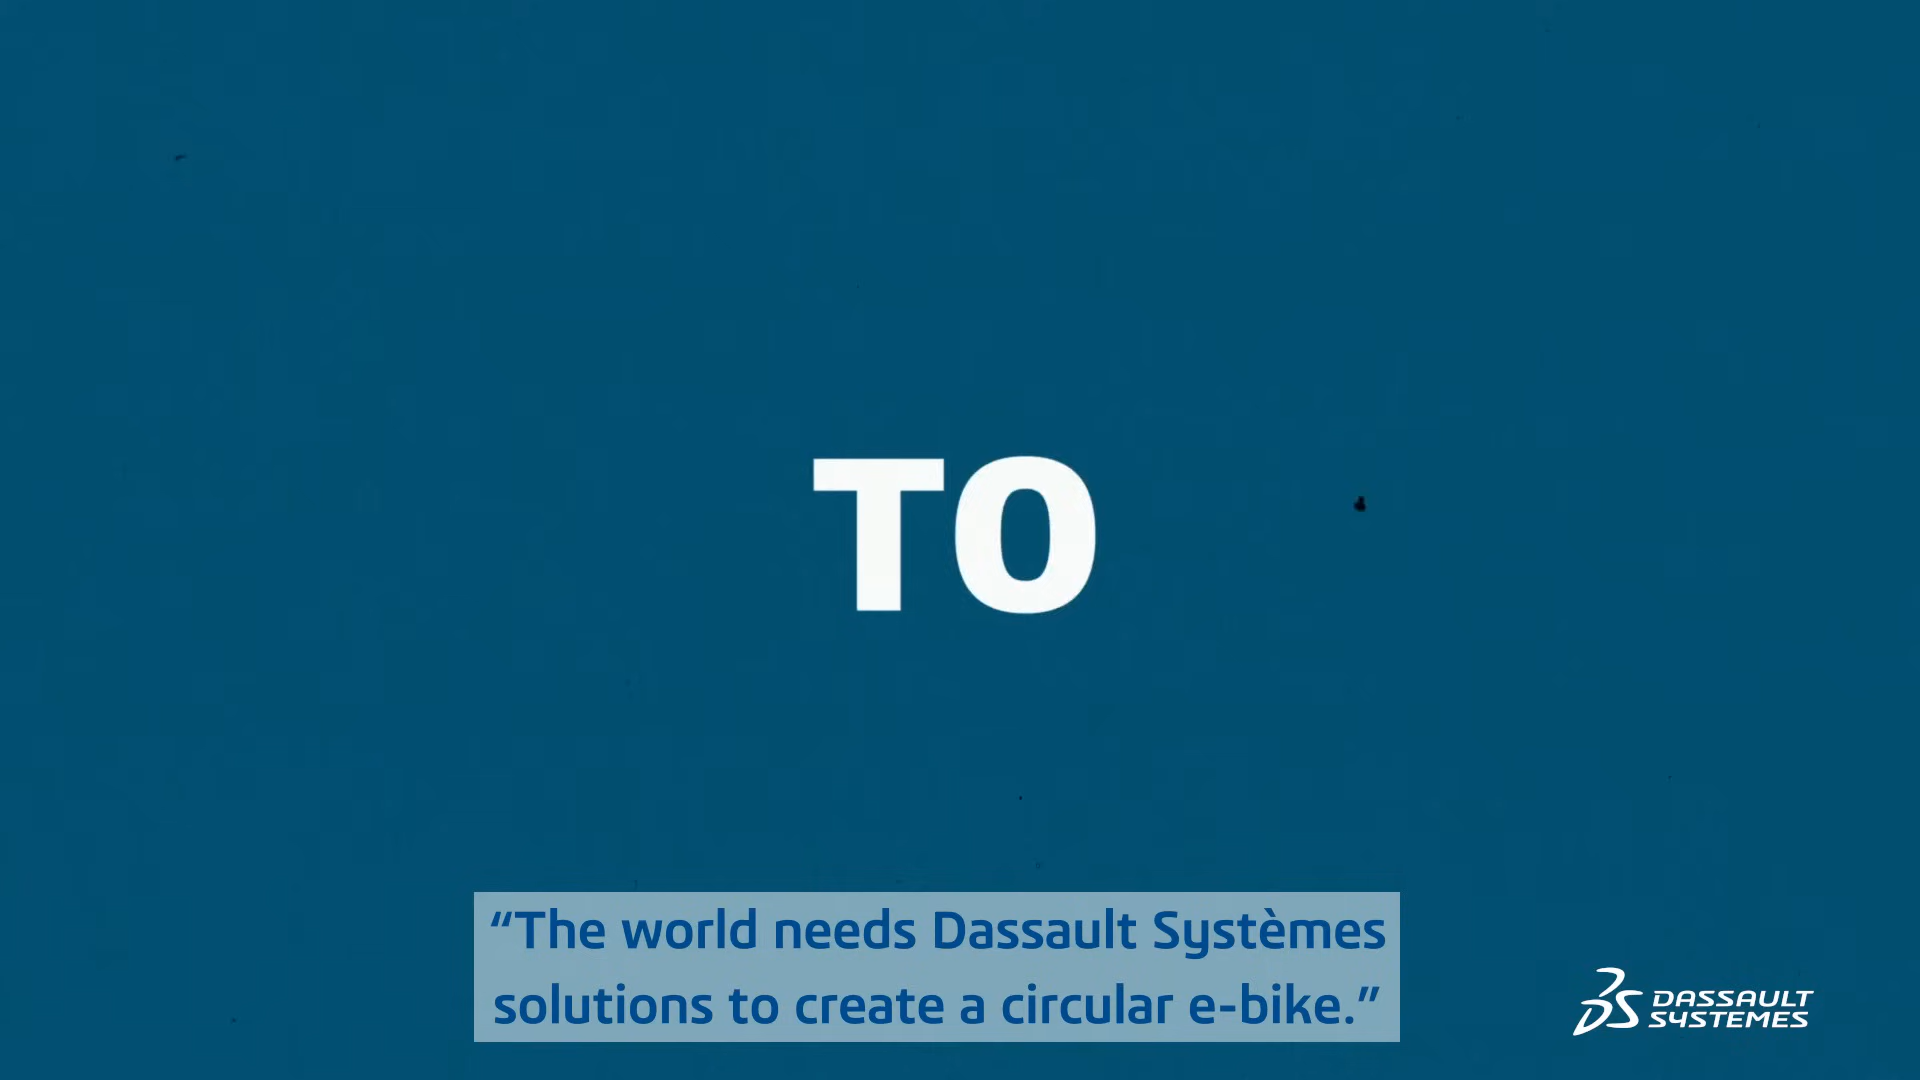 TO
“The world needs Dassault Systèmes
solutions to create a circular e-bike.”
DASSAULT
SYSTEMES